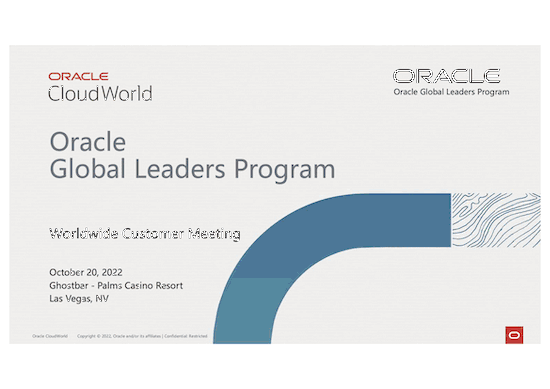 ORACLE
CloudWorld
ORACLE
Oracle Global Leaders Program
Oracle
Global Leaders Program
Worldwide Customer Meeting
October 20, 2022
Ghostbar - Palms Casino Resort
Las Vegas, NV
Oracle CloudWorld Copyright © 2022, Oracle and/or its affiliates | Confidential: Restricted